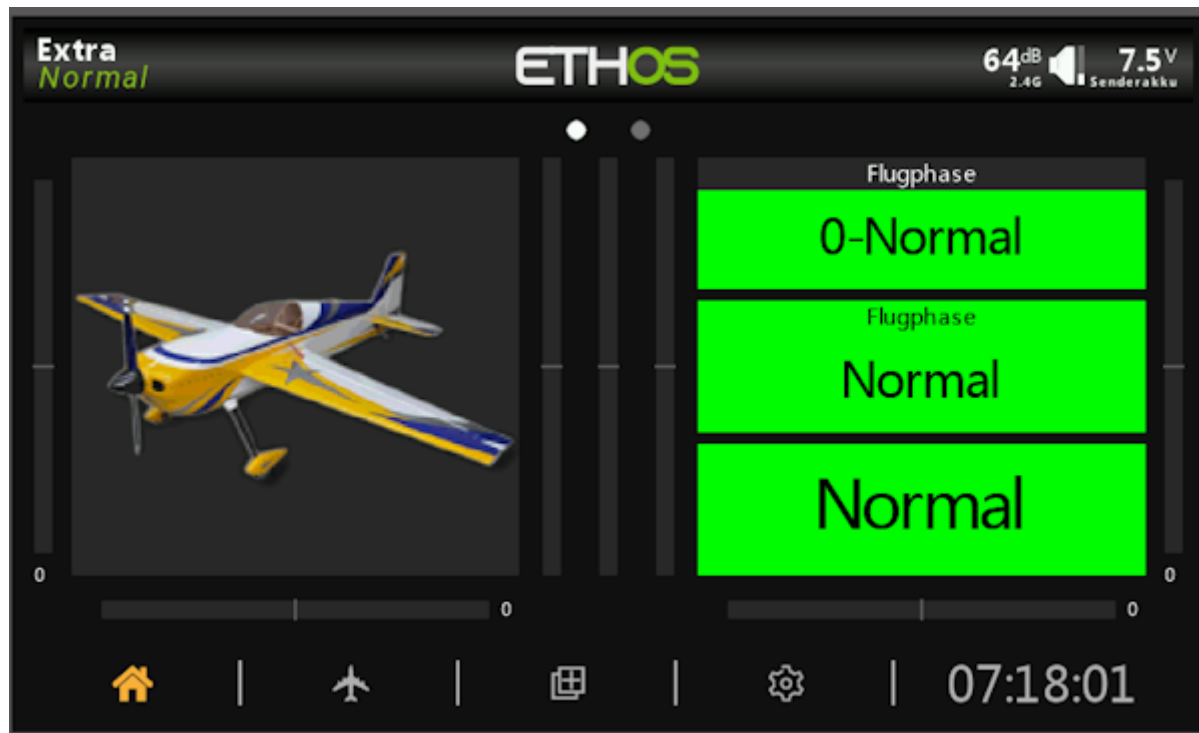 Extra
Normal
ETHOS
64dB
2.4G
7.5V
Senderakku
Flugphase
0-Normal
Flugphase
Normal
Normal
0
0
0
0
07:18:01